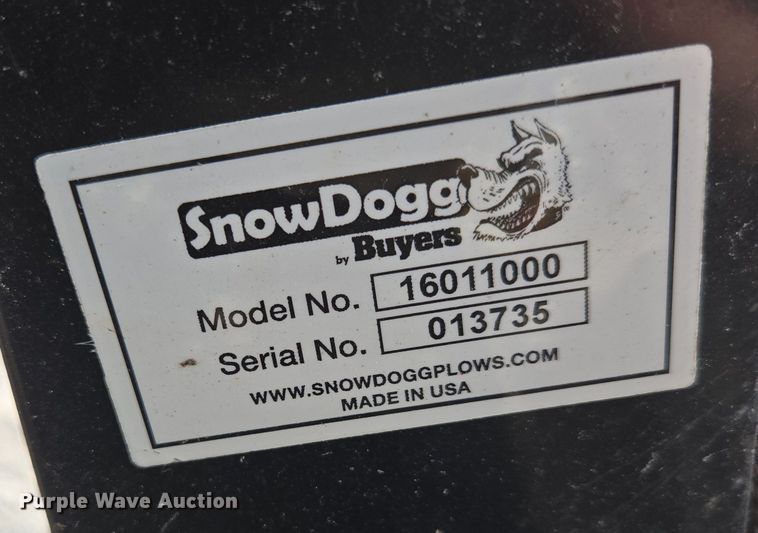 SnowDogg
by Buyers
Model No. 16011000
Serial No. 013735
WWW.SNOWDOGGPLOWS.COM
MADE IN USA
Purple Wave Auction